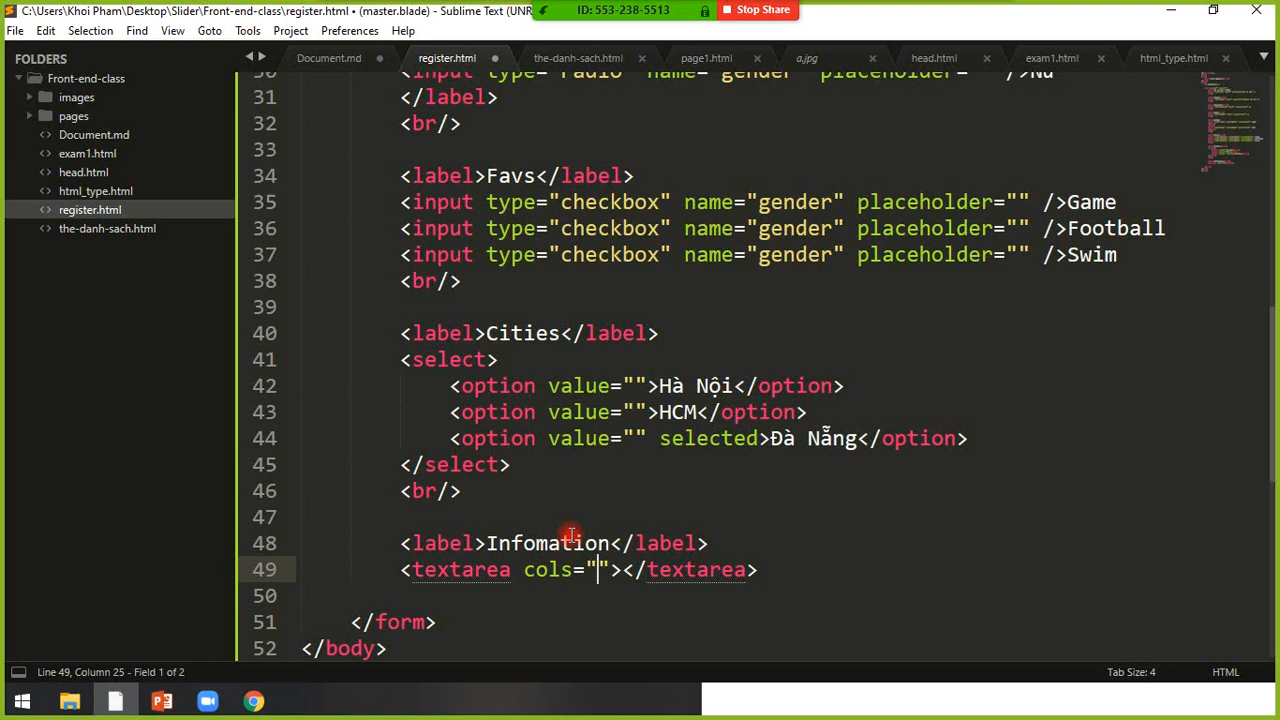 C:\Users\Khoi Pham\Desktop\Slider\Front-end-class\register.html • (master.blade) - Sublime Text (UNR
ID: 553-238-5513
Stop Share
File Edit Selection Find View Goto Tools Project Preferences Help
FOLDERS
Front-end-class
images
pages
Document.md
exam1.html
head.html
html_type.html
register.html
the-danh-sach.html
Document.md register.html the-danh-sach.html page1.html a.jpg head.html exam1.html html_type.html
30 <input type="radio" name="gender" placeholder="" />Nữ
31 </label>
32 <br/>
33
34 <label>Favs</label>
35 <input type="checkbox" name="gender" placeholder="" />Game
36 <input type="checkbox" name="gender" placeholder="" />Football
37 <input type="checkbox" name="gender" placeholder="" />Swim
38 <br/>
39
40 <label>Cities</label>
41 <select>
42 <option value="">Hà Nội</option>
43 <option value="">HCM</option>
44 <option value="" selected>Đà Nẵng</option>
45 </select>
46 <br/>
47
48 <label>Infomation</label>
49 <textarea cols=""></textarea>
50
51 </form>
52 </body>
Line 49, Column 25 - Field 1 of 2
Tab Size: 4
HTML